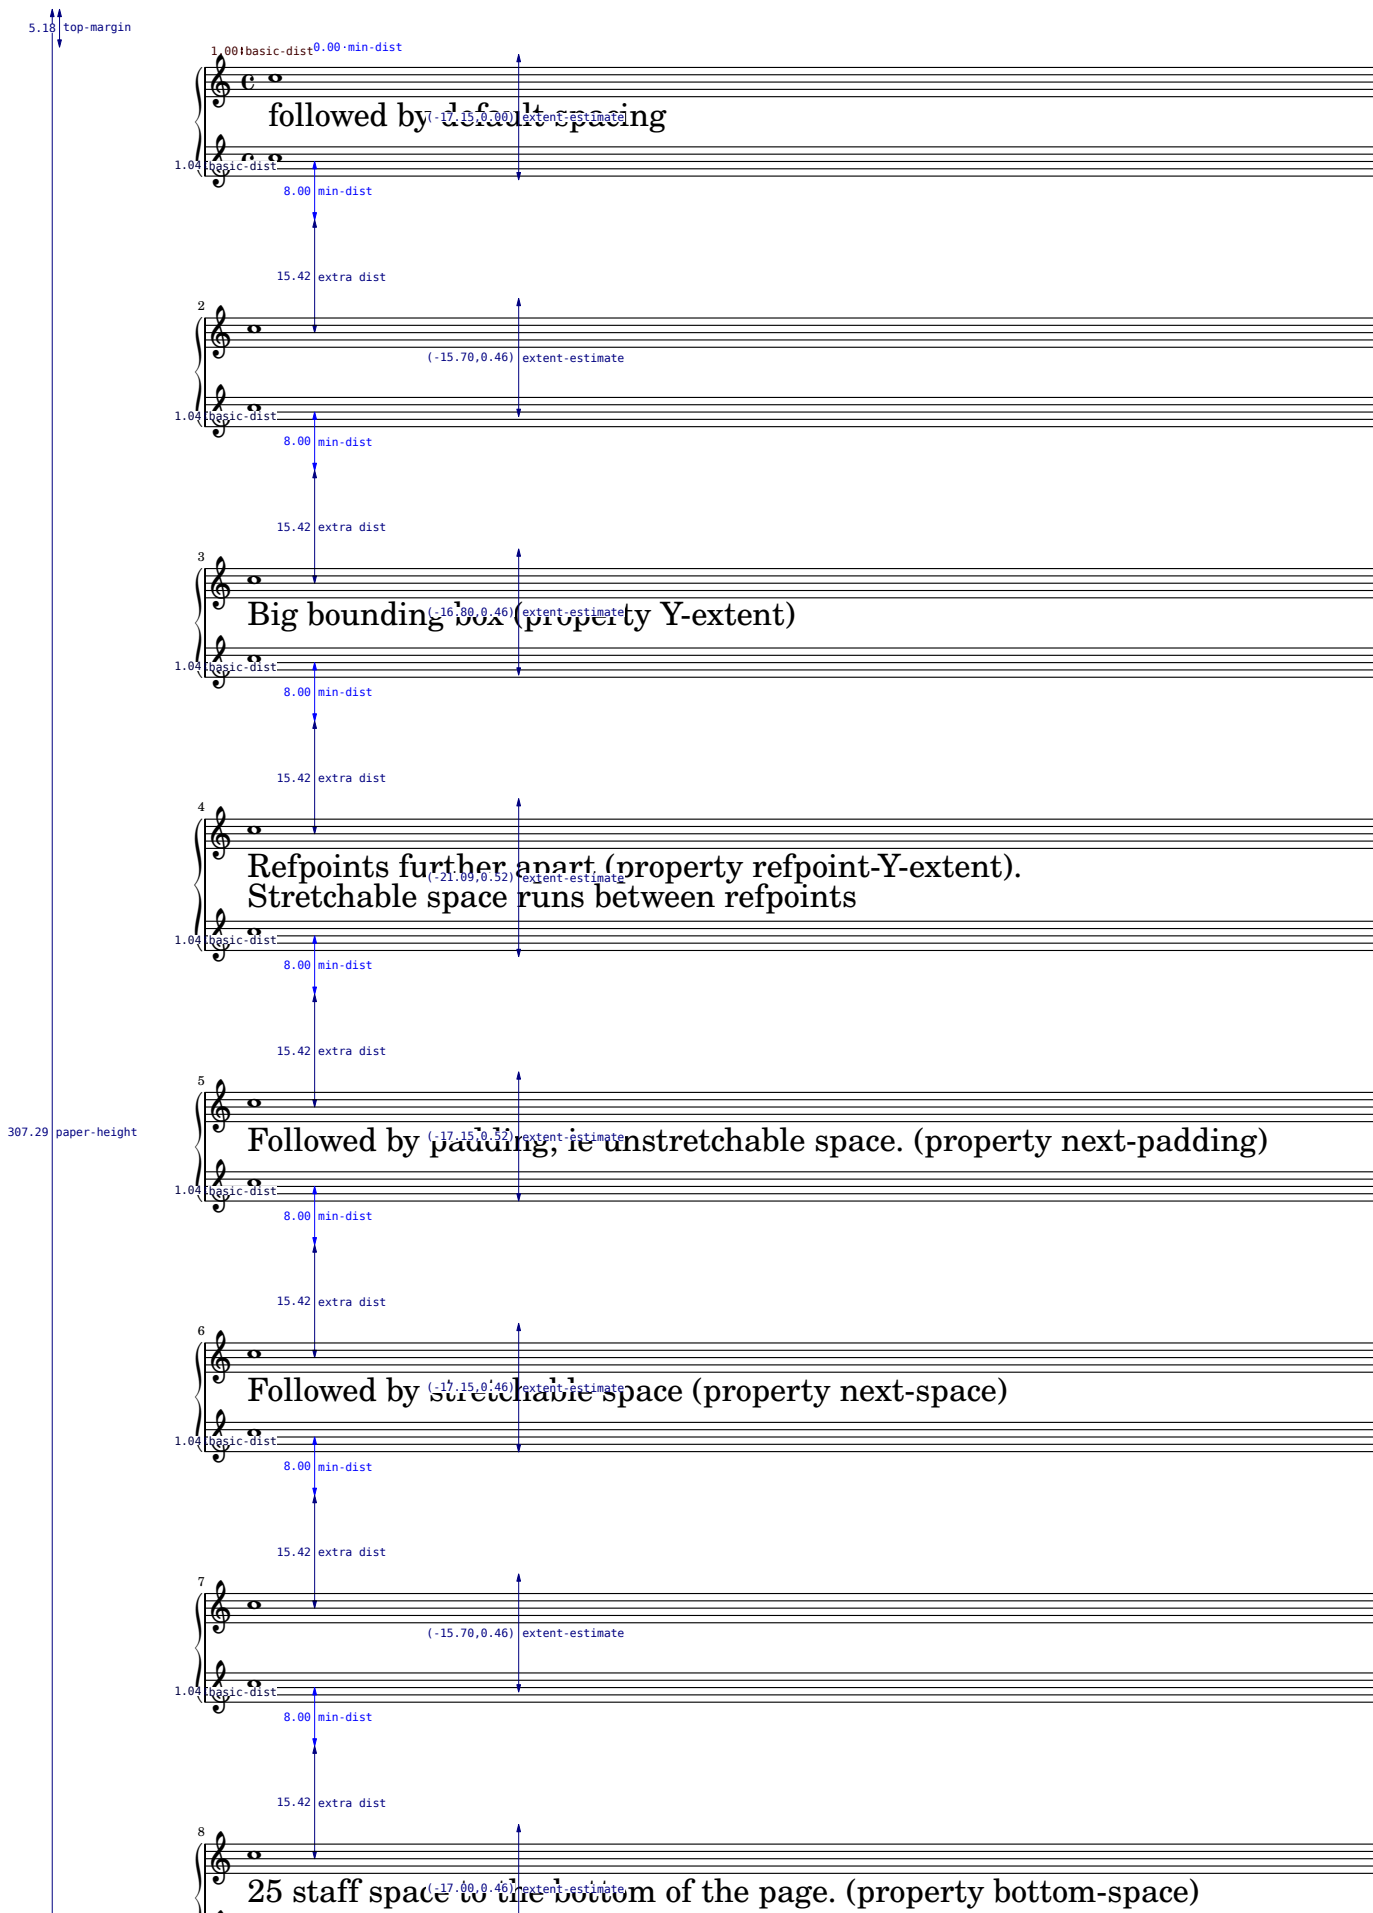 5.18 top-margin
1.00 basic-dist 0.00 min-dist
followed by default spacing
(-17.15,0.00) extent-estimate
1.04 basic-dist
8.00 min-dist
15.42 extra dist
2
(-15.70,0.46) extent-estimate
1.04 basic-dist
8.00 min-dist
15.42 extra dist
3
Big bounding box (property Y-extent)
(-16.80,0.46) extent-estimate
1.04 basic-dist
8.00 min-dist
15.42 extra dist
4
Refpoints further apart (property refpoint-Y-extent).
(-21.09,0.52) extent-estimate
Stretchable space runs between refpoints
1.04 basic-dist
8.00 min-dist
15.42 extra dist
5
307.29 paper-height
Followed by padding, ie unstretchable space. (property next-padding)
(-17.15,0.52) extent-estimate
1.04 basic-dist
8.00 min-dist
15.42 extra dist
6
Followed by stretchable space (property next-space)
(-17.15,0.46) extent-estimate
1.04 basic-dist
8.00 min-dist
15.42 extra dist
7
(-15.70,0.46) extent-estimate
1.04 basic-dist
8.00 min-dist
15.42 extra dist
8
25 staff space to the bottom of the page. (property bottom-space)
(-17.00,0.46) extent-estimate